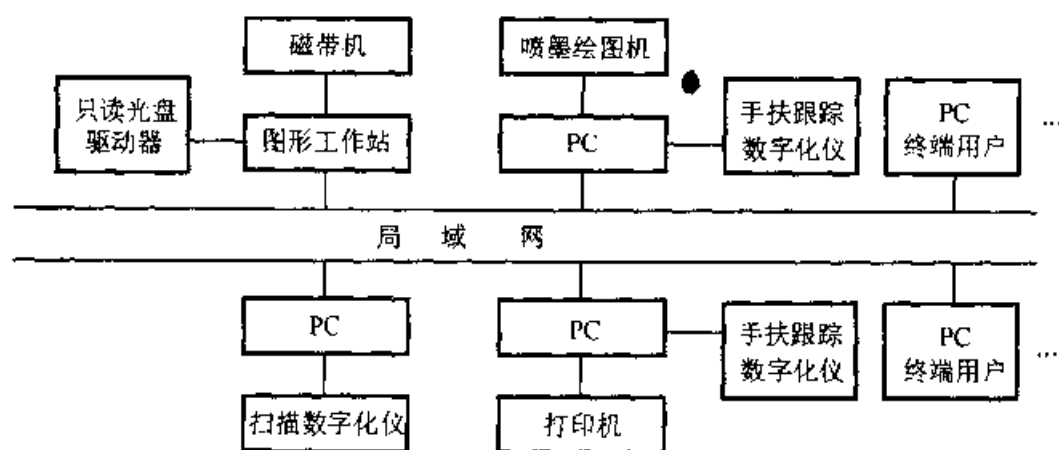 磁带机
喷墨绘图机
只读光盘
驱动器
图形工作站
PC
手扶跟踪
数字化仪
PC
终端用户
...
局 域 网
PC
PC
手扶跟踪
数字化仪
PC
终端用户
...
扫描数字化仪
打印机